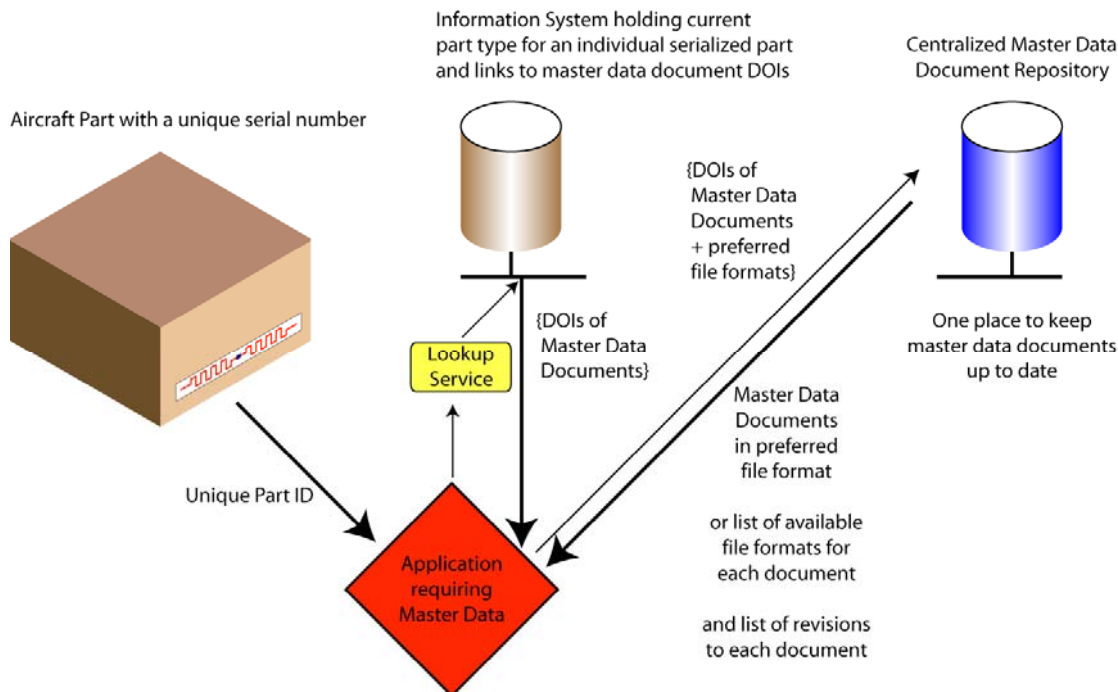 Information System holding current
part type for an individual serialized part
and links to master data document DOIs
Centralized Master Data
Document Repository
Aircraft Part with a unique serial number
{DOIs of
Master Data
Documents
+ preferred
file formats}
{DOIs of
Master Data
Documents}
Lookup
Service
One place to keep
master data documents
up to date
Master Data
Documents
in preferred
file format
or list of available
file formats for
each document
and list of revisions
to each document
Unique Part ID
Application
requiring
Master Data